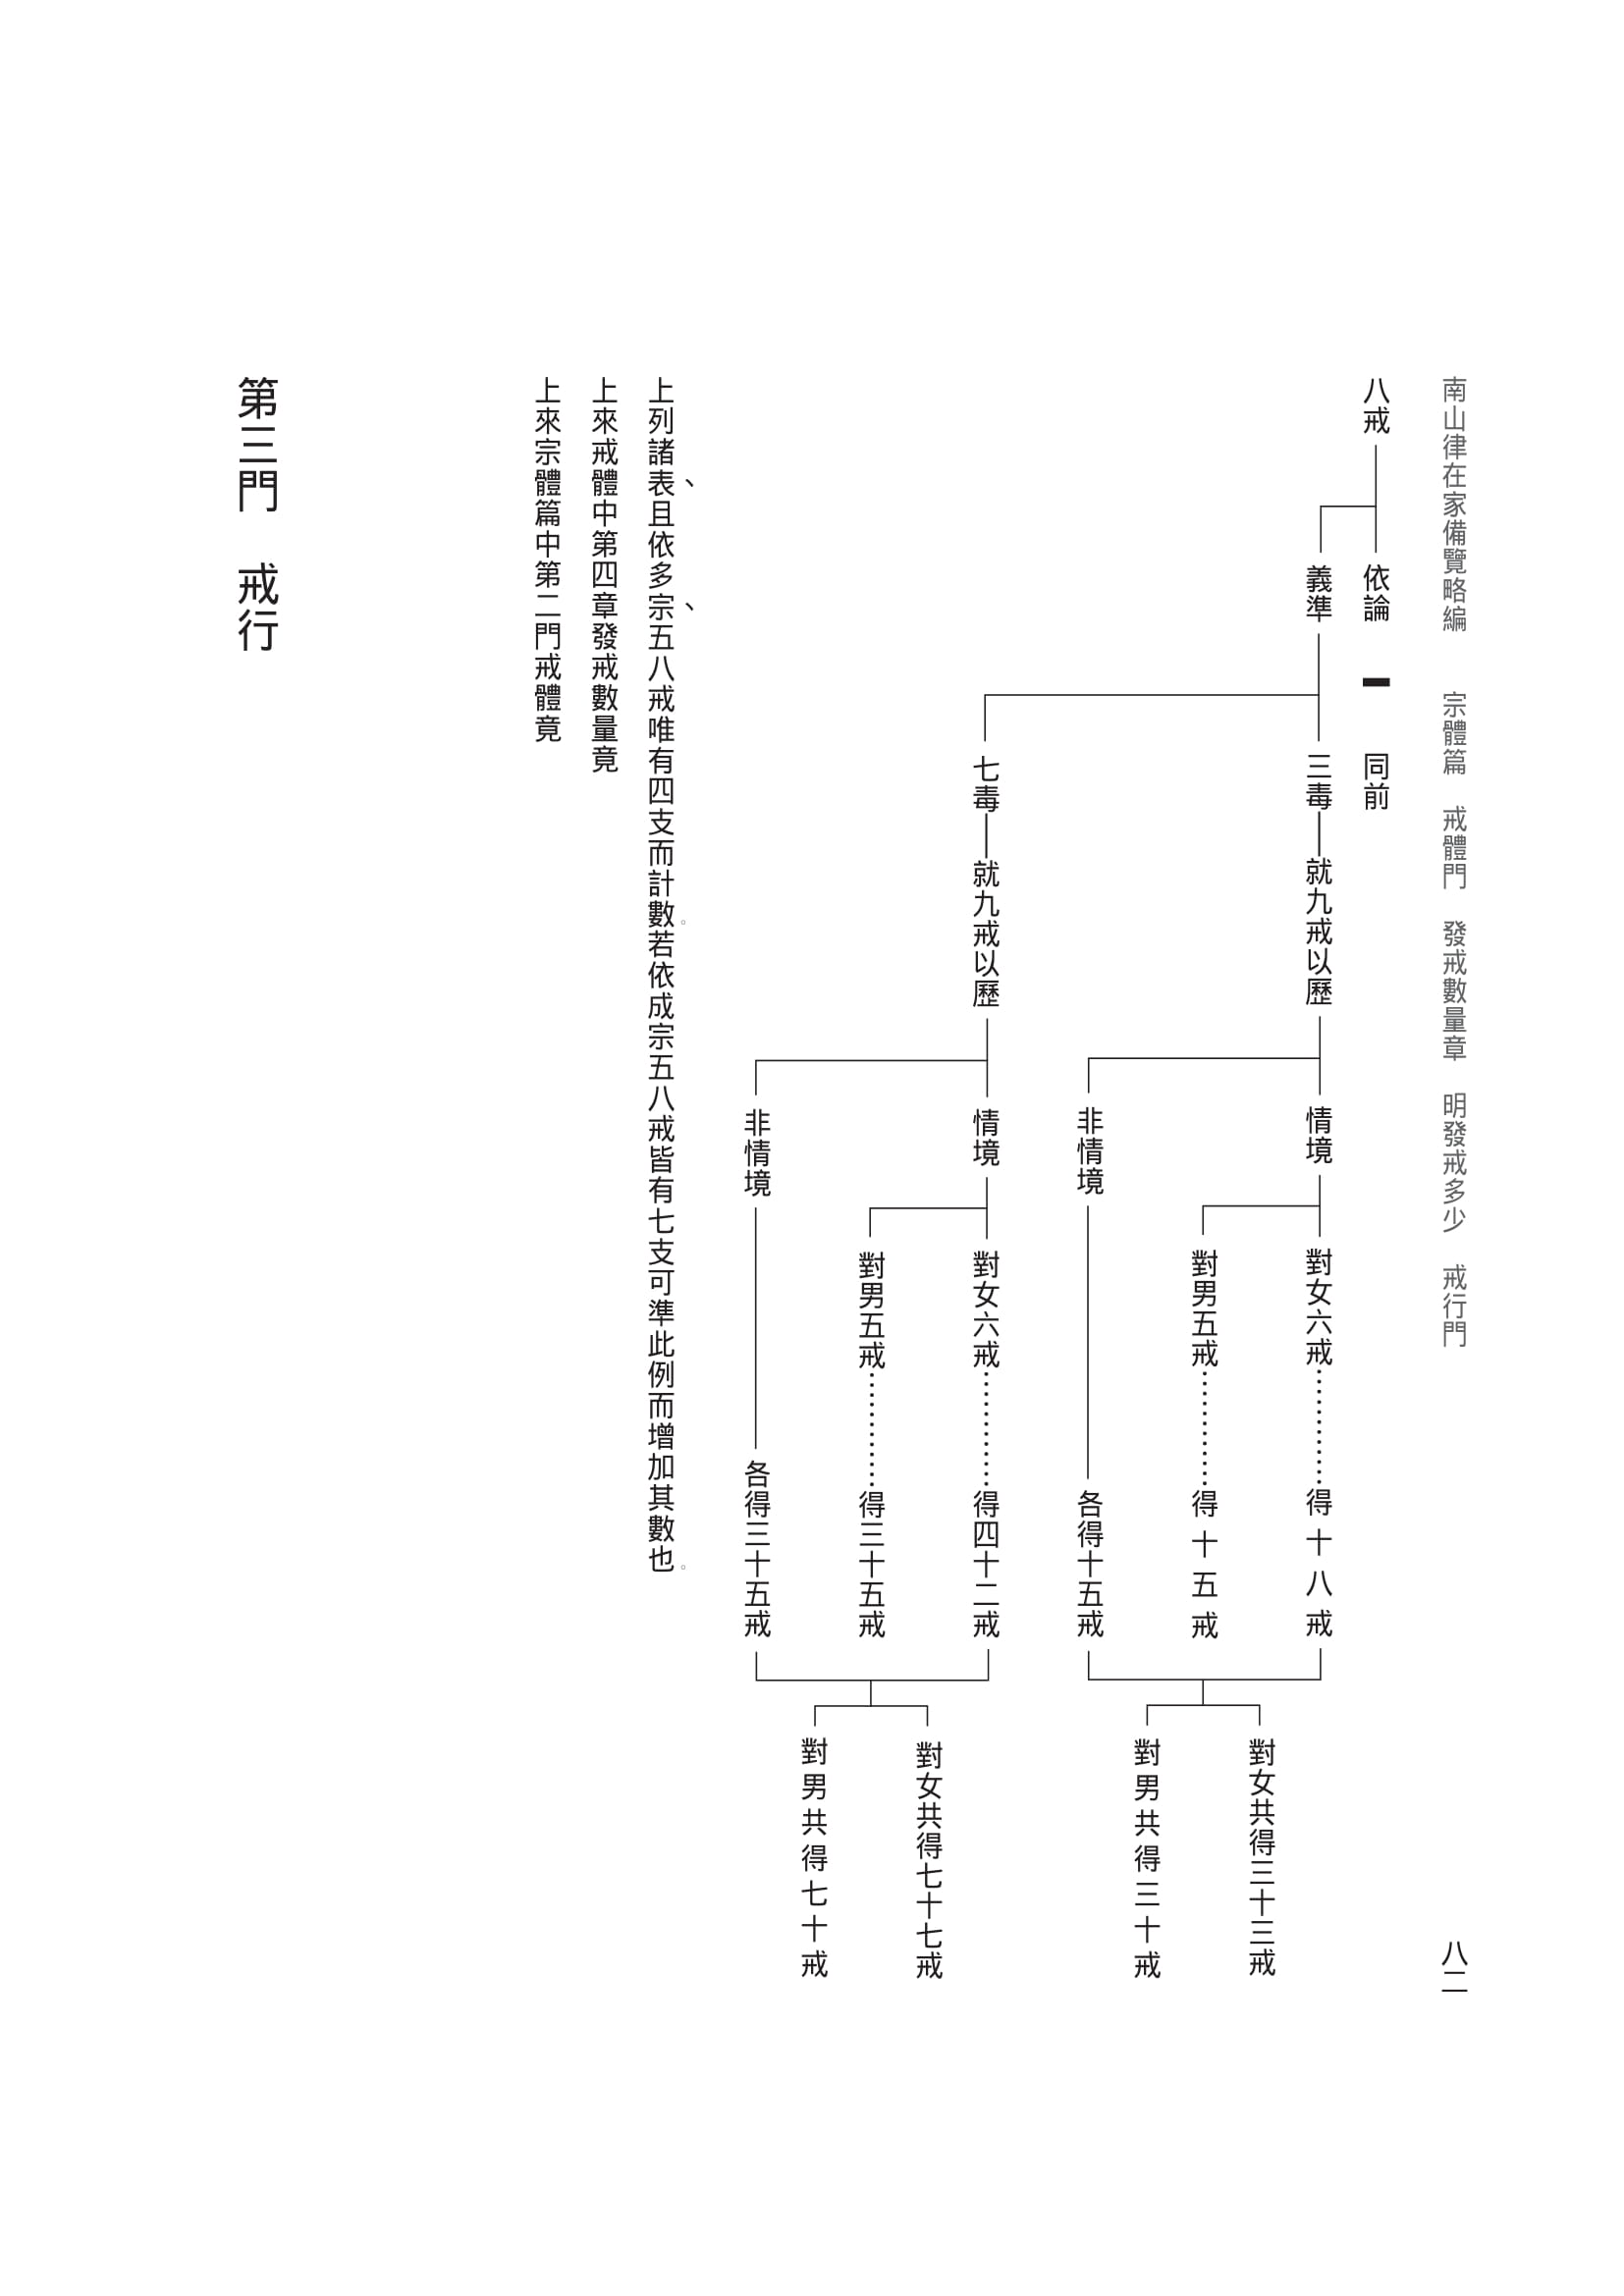 南山律在家備覽略編　宗體篇　戒體門　發戒數量章　明發戒多少　戒行門
八二
八戒
依論　同前
義準
三毒──就九戒以歷
情境
對女六戒…………得十八戒
對男五戒…………得十五戒
非情境
各得十五戒
對女共得三十三戒
對男共得三十戒
七毒──就九戒以歷
情境
對女六戒…………得四十二戒
對男五戒…………得三十五戒
非情境
各得三十五戒
對女共得七十七戒
對男共得七十戒
上列諸表、且依多宗、五八戒唯有四支而計數。若依成宗五八戒皆有七支可準此例而增加其數也。
上來戒體中第四章發戒數量竟
上來宗體篇中第二門戒體竟
第三門　戒行